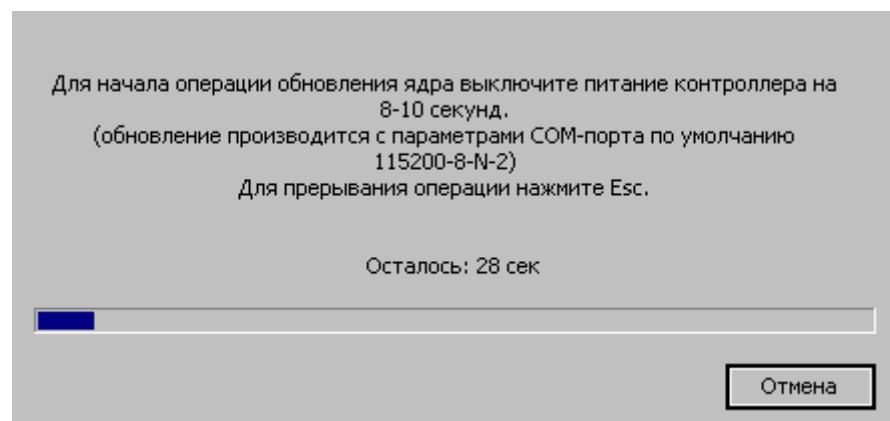 Для начала операции обновления ядра выключите питание контроллера на
8-10 секунд.
(обновление производится с параметрами COM-порта по умолчанию
115200-8-N-2)
Для прерывания операции нажмите Esc.
Осталось: 28 сек
Отмена